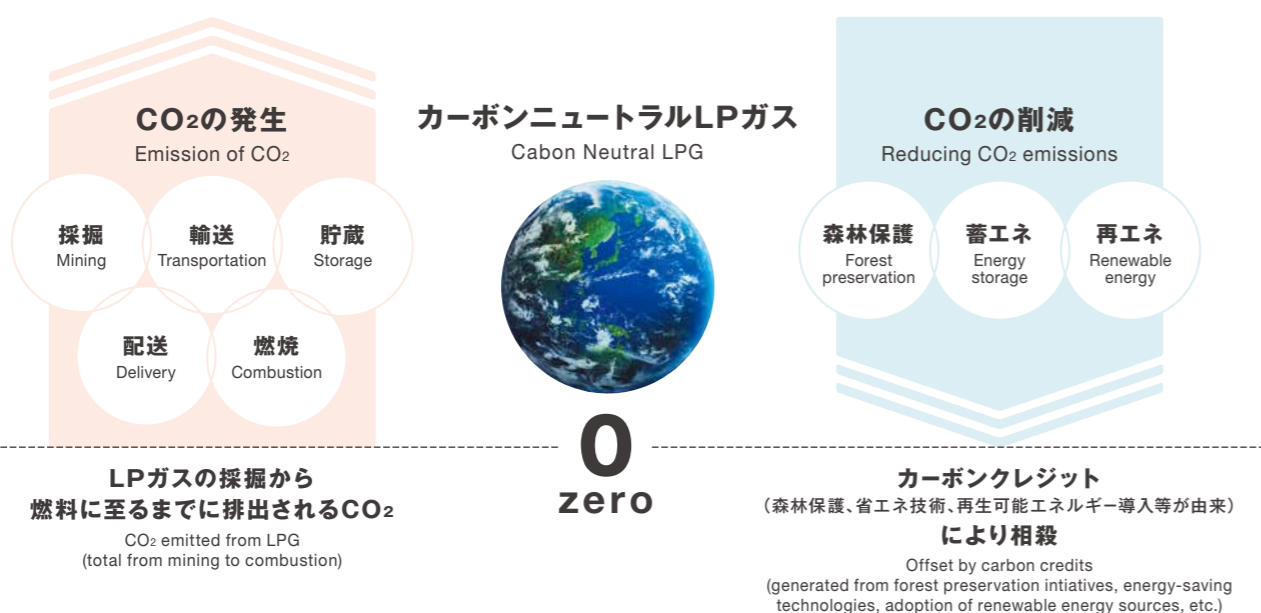 CO2の発生
Emission of CO2
採掘
Mining
輸送
Transportation
貯蔵
Storage
配送
Delivery
燃焼
Combustion
LPガスの採掘から
燃料に至るまでに排出されるCO2
CO2 emitted from LPG
(total from mining to combustion)
カーボンニュートラルLPガス
Cabon Neutral LPG
0
zero
CO2の削減
Reducing CO2 emissions
森林保護
Forest
preservation
蓄エネ
Energy
storage
再エネ
Renewable
energy
カーボンクレジット
（森林保護、省エネ技術、再生可能エネルギー導入等が由来）
により相殺
Offset by carbon credits
(generated from forest preservation intiatives, energy-saving
technologies, adoption of renewable energy sources, etc.)